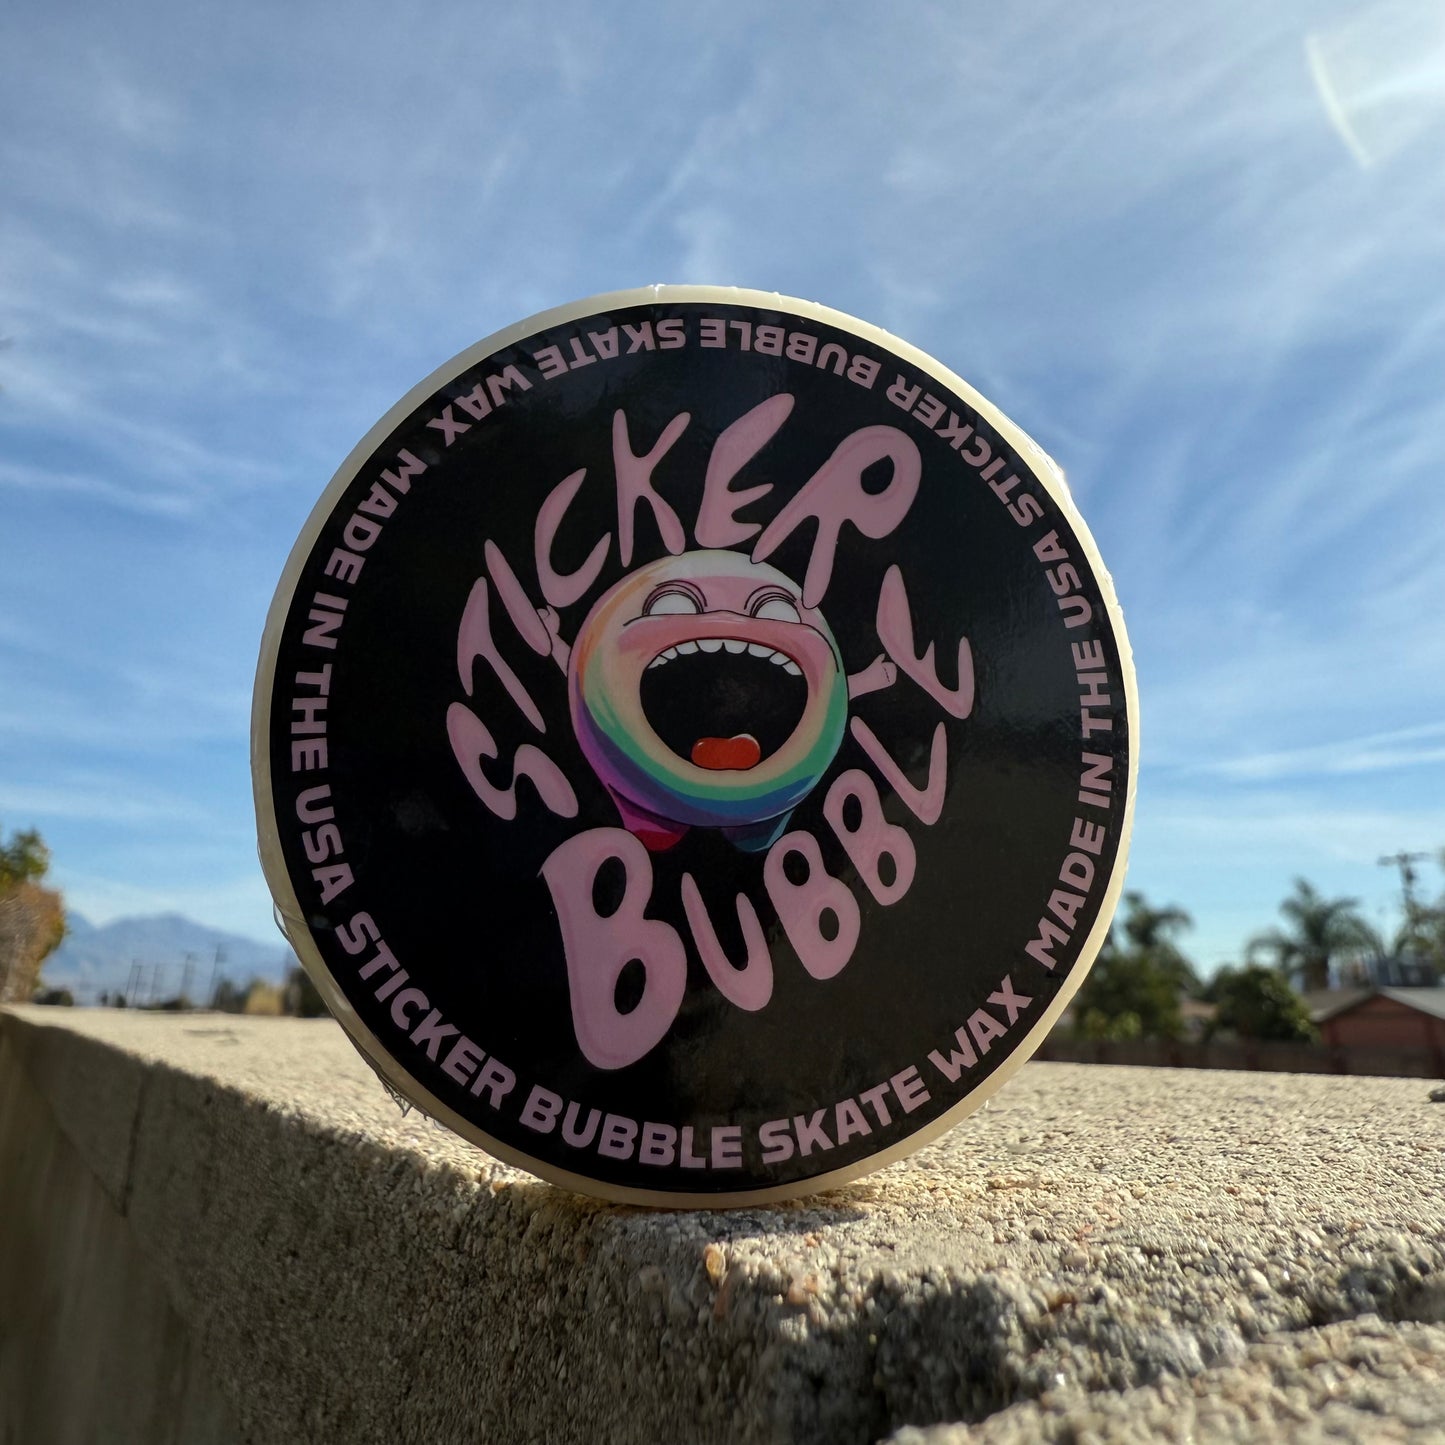 STICKER
BUBBLE
STICKER BUBBLE SKATE WAX MADE IN THE USA STICKER BUBBLE SKATE WAX MADE IN THE USA